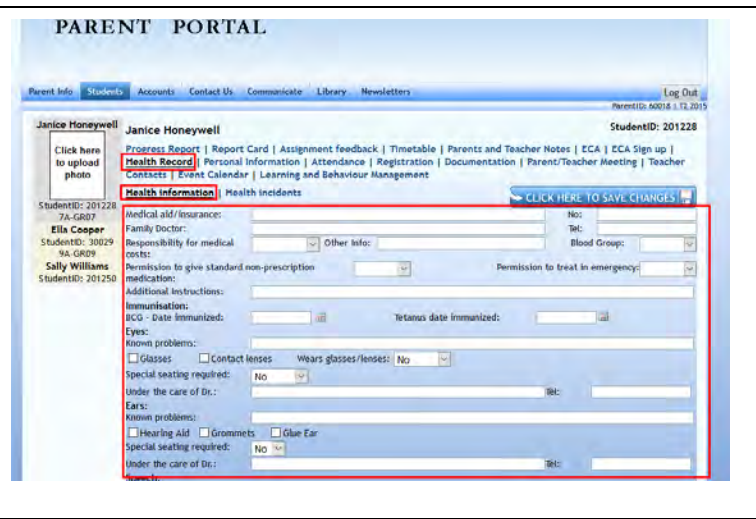 PARENT PORTAL
Parent Info Students Accounts Contact Us Communicate Library Newsletters Log Out
ParentID: 60018 | T2 2015
Janice Honeywell
Click here
to upload
photo
StudentID: 201228
7A-GR07
Ella Cooper
StudentID: 30029
9A-GR09
Sally Williams
StudentID: 201250
Janice Honeywell StudentID: 201228
Progress Report | Report Card | Assignment feedback | Timetable | Parents and Teacher Notes | ECA | ECA Sign up |
Health Record | Personal Information | Attendance | Registration | Documentation | Parent/Teacher Meeting | Teacher
Contacts | Event Calendar | Learning and Behaviour Management
Health Information | Health Incidents
CLICK HERE TO SAVE CHANGES
Medical aid/insurance: No:
Family Doctor: Tel:
Responsibility for medical costs: Other Info: Blood Group:
Permission to give standard non-prescription medication: Permission to treat in emergency:
Additional Instructions:
Immunisation:
BCG - Date immunized: Tetanus date immunized:
Eyes:
Known problems:
Glasses Contact lenses Wears glasses/lenses: No
Special seating required: No
Under the care of Dr.: Tel:
Ears:
Known problems:
Hearing Aid Grommets Glue Ear
Special seating required: No
Under the care of Dr.: Tel: